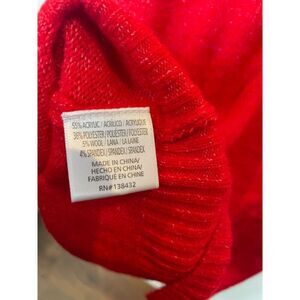 55% ACRYLIC / ACRÍLICO / ACRYLIQUE
36% POLYESTER / POLIÉSTER / POLYESTER
5% WOOL / LANA / LA LAINE
4% SPANDEX / SPANDEX / SPANDEX
MADE IN CHINA/
HECHO EN CHINA/
FABRIQUÉ EN CHINE
RN#138432